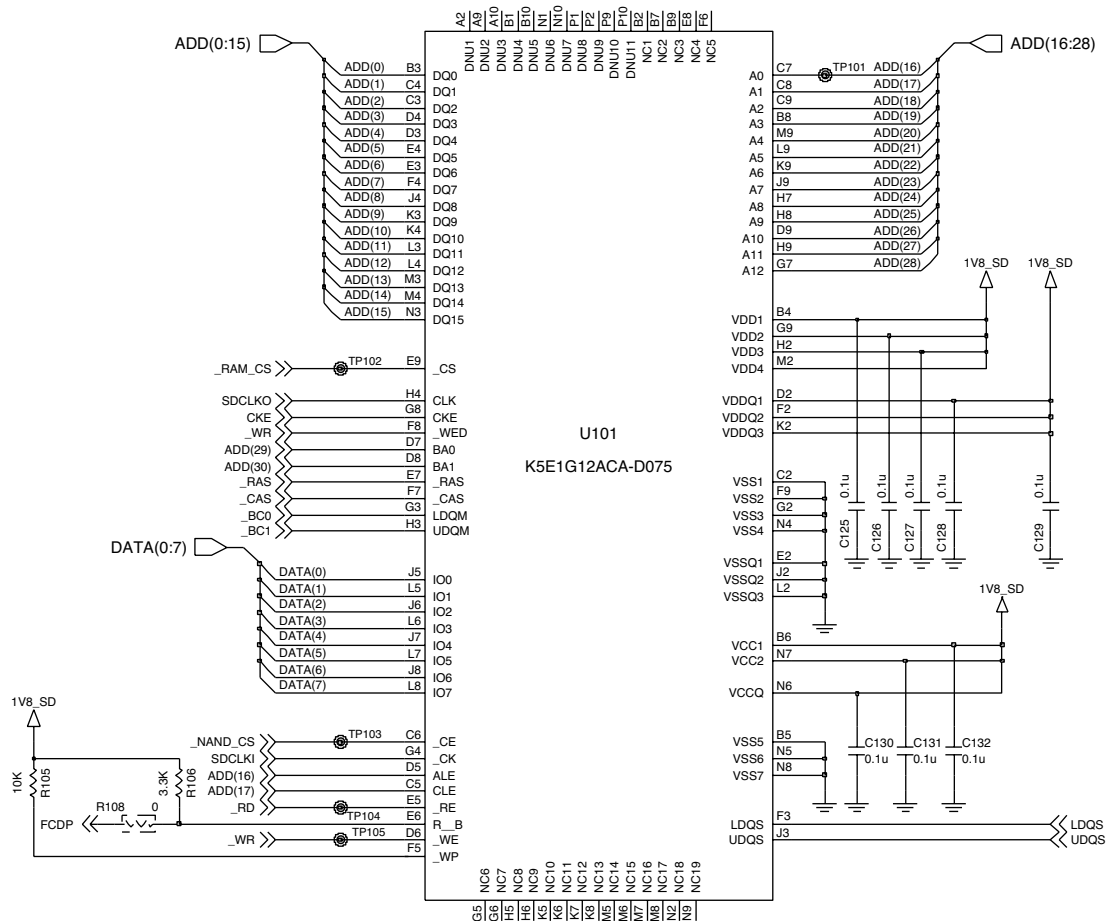 A2 A9 A10 B1 B10 N1 N10 P1 P2 P9 P10 B2 B7 B9 E8 F6
DNU1 DNU2 DNU3 DNU4 DNU5 DNU6 DNU7 DNU8 DNU9 DNU10 DNU11 NC1 NC2 NC3 NC4 NC5
ADD(0:15)
ADD(0) B3 DQ0
ADD(1) C4 DQ1
ADD(2) C3 DQ2
ADD(3) D4 DQ3
ADD(4) D3 DQ4
ADD(5) E4 DQ5
ADD(6) E3 DQ6
ADD(7) F4 DQ7
ADD(8) J4 DQ8
ADD(9) K3 DQ9
ADD(10) K4 DQ10
ADD(11) L3 DQ11
ADD(12) L4 DQ12
ADD(13) M3 DQ13
ADD(14) M4 DQ14
ADD(15) N3 DQ15
_RAM_CS TP102 E9 _CS
SDCLKO H4 CLK
CKE G8 CKE
_WR F8 _WED
ADD(29) D7 BA0
ADD(30) D8 BA1
_RAS E7 _RAS
_CAS F7 _CAS
_BC0 G3 LDQM
_BC1 H3 UDQM
DATA(0:7)
DATA(0) J5 IO0
DATA(1) L5 IO1
DATA(2) J6 IO2
DATA(3) L6 IO3
DATA(4) J7 IO4
DATA(5) L7 IO5
DATA(6) J8 IO6
DATA(7) L8 IO7
1V8_SD
10K R105
3.3K R106
R108 0
FCDP
_NAND_CS TP103 C6 _CE
SDCLKI G4 _CK
ADD(16) D5 ALE
ADD(17) C5 CLE
_RD E5 _RE
TP104 E6 R__B
_WR TP105 D6 _WE
F5 _WP
U101
K5E1G12ACA-D075
ADD(16:28)
A0 C7 TP101 ADD(16)
A1 C8 ADD(17)
A2 C9 ADD(18)
A3 B8 ADD(19)
A4 M9 ADD(20)
A5 L9 ADD(21)
A6 K9 ADD(22)
A7 J9 ADD(23)
A8 H7 ADD(24)
A9 H8 ADD(25)
A10 D9 ADD(26)
A11 H9 ADD(27)
A12 G7 ADD(28)
1V8_SD 1V8_SD
VDD1 B4
VDD2 G9
VDD3 H2
VDD4 M2
VDDQ1 D2
VDDQ2 F2
VDDQ3 K2
VSS1 C2
VSS2 F9
VSS3 G2
VSS4 N4
VSSQ1 E2
VSSQ2 J2
VSSQ3 L2
0.1u 0.1u 0.1u 0.1u 0.1u
C125 C126 C127 C128 C129
1V8_SD
VCC1 B6
VCC2 N7
VCCQ N6
VSS5 B5
VSS6 N5
VSS7 N8
C130 C131 C132
0.1u 0.1u 0.1u
LDQS F3 LDQS
UDQS J3 UDQS
NC6 NC7 NC8 NC9 NC10 NC11 NC12 NC13 NC14 NC15 NC16 NC17 NC18 NC19
G5 G6 H5 H6 K5 K6 K7 K8 M5 M6 M7 M8 N2 N9